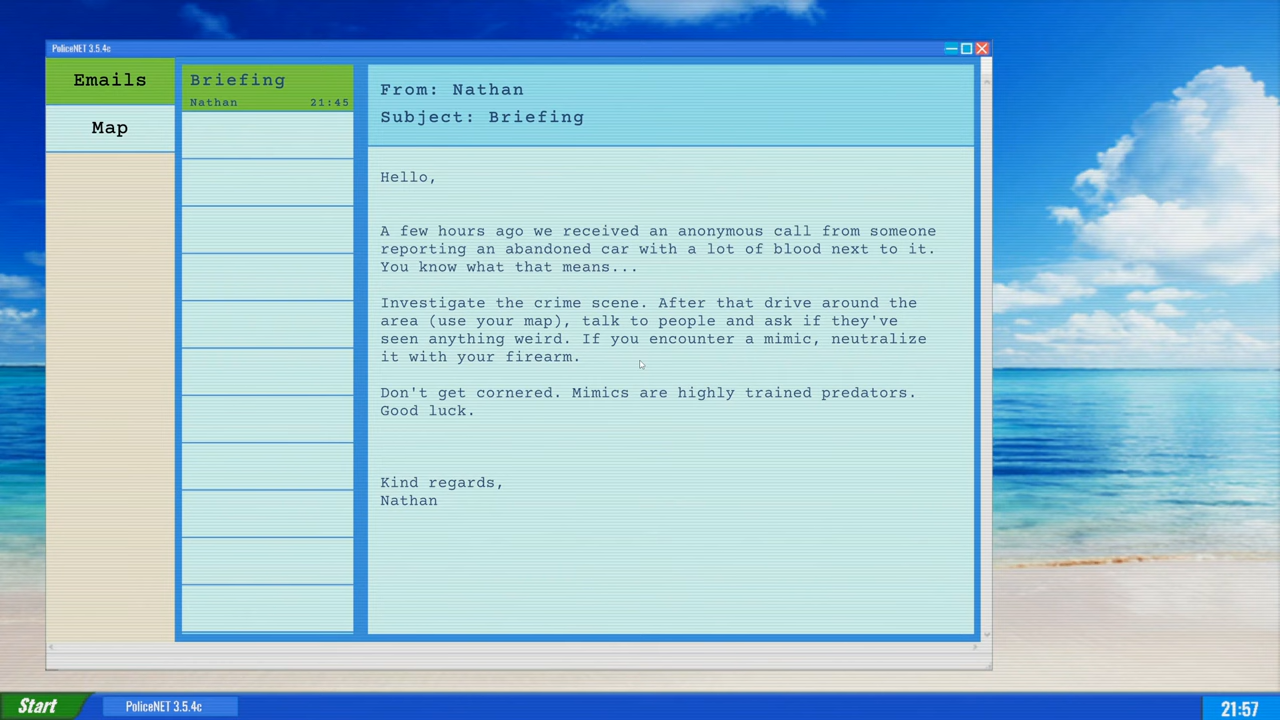 PoliceNET 3.5.4c
Emails
Map
Briefing
Nathan 21:45
From: Nathan
Subject: Briefing
Hello,
A few hours ago we received an anonymous call from someone
reporting an abandoned car with a lot of blood next to it.
You know what that means...
Investigate the crime scene. After that drive around the
area (use your map), talk to people and ask if they've
seen anything weird. If you encounter a mimic, neutralize
it with your firearm.
Don't get cornered. Mimics are highly trained predators.
Good luck.
Kind regards,
Nathan
Start
PoliceNET 3.5.4c
21:57